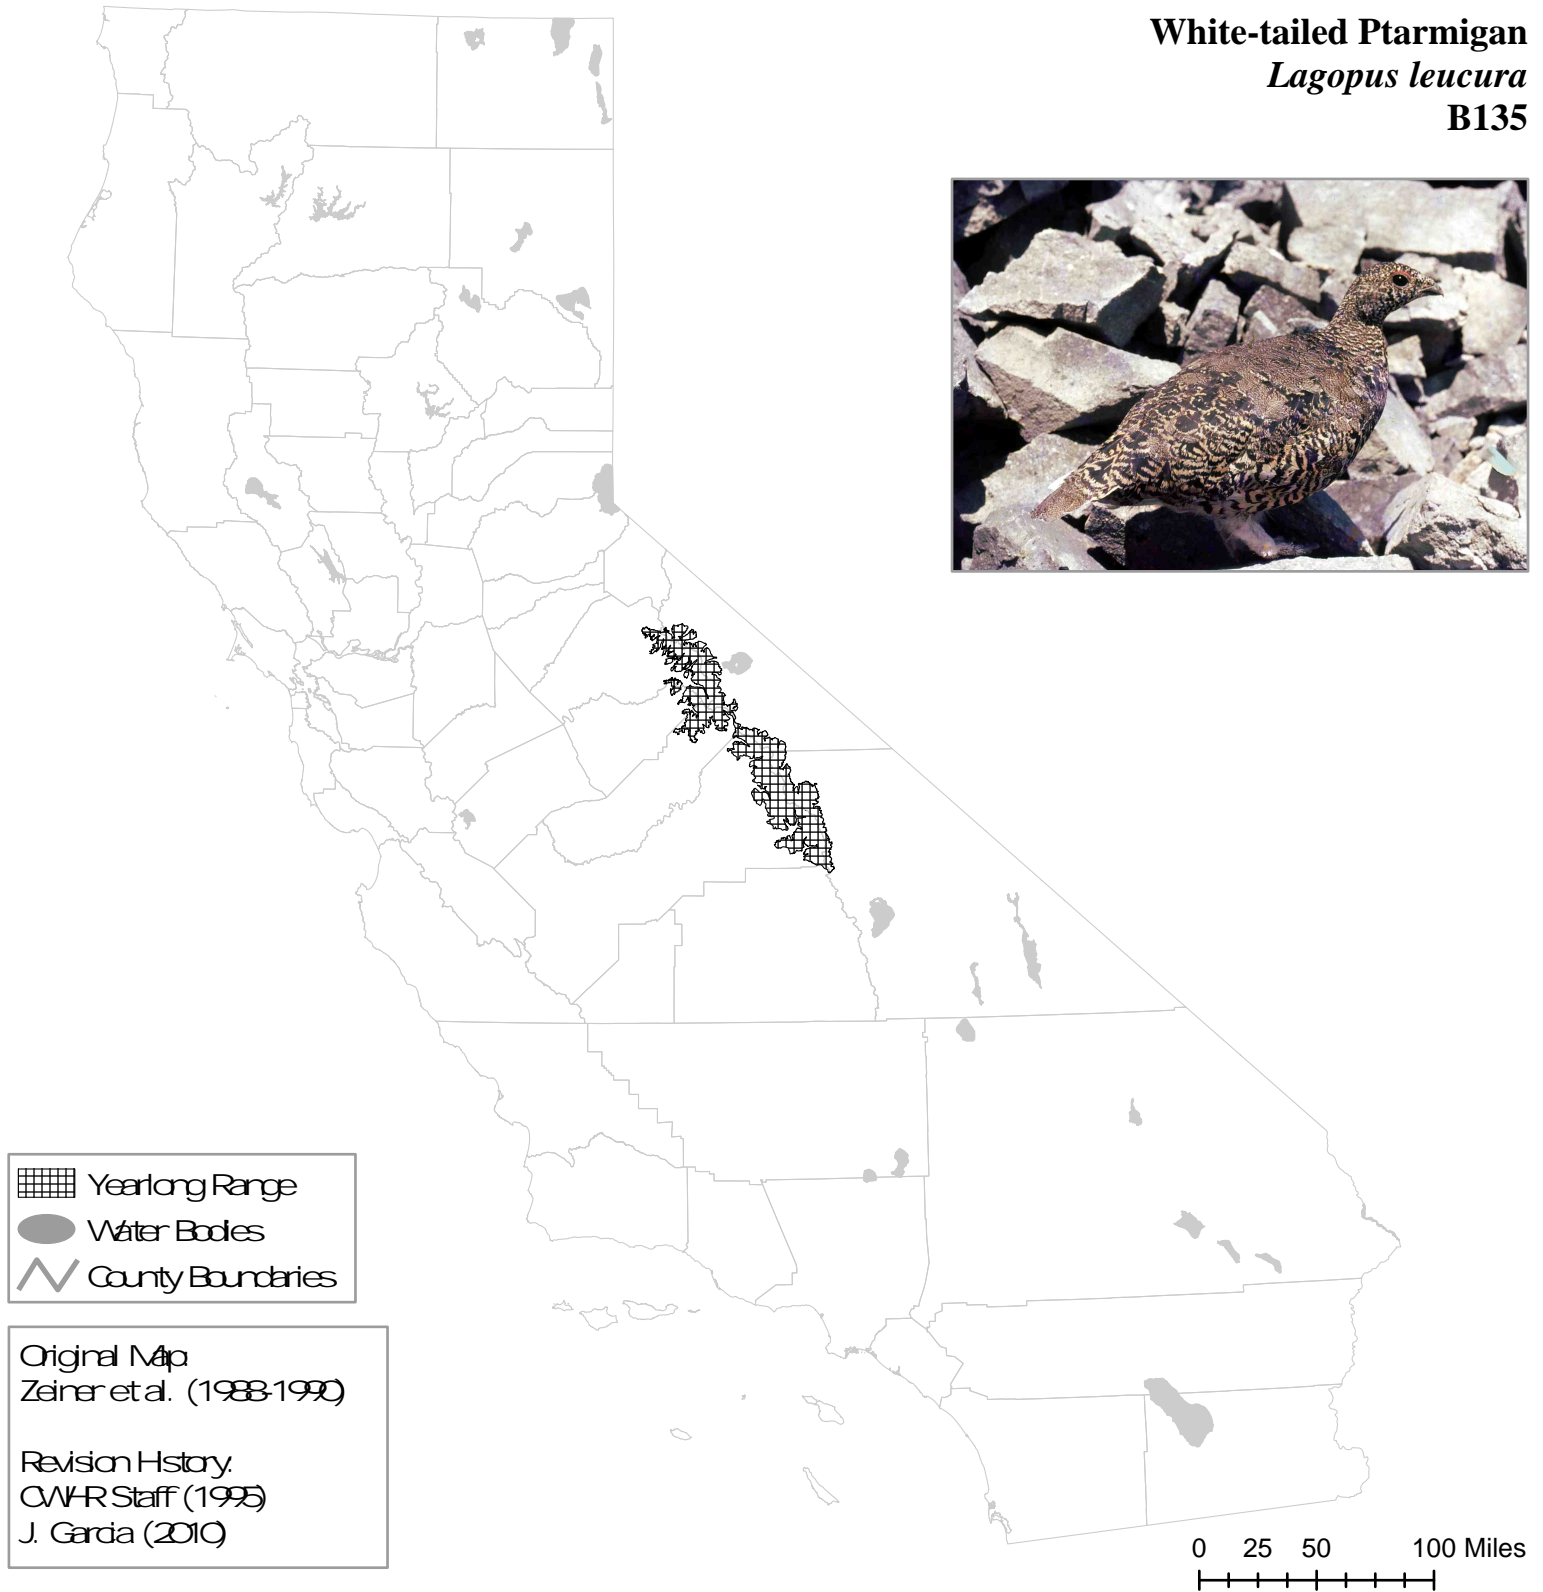 White-tailed Ptarmigan
Lagopus leucura
B135
Yearlong Range
Water Bodies
County Boundaries
Original Map:
Zeiner et al. (1988-1990)
Revision History:
CWHR Staff (1995)
J. Garcia (2010)
0 25 50 100 Miles